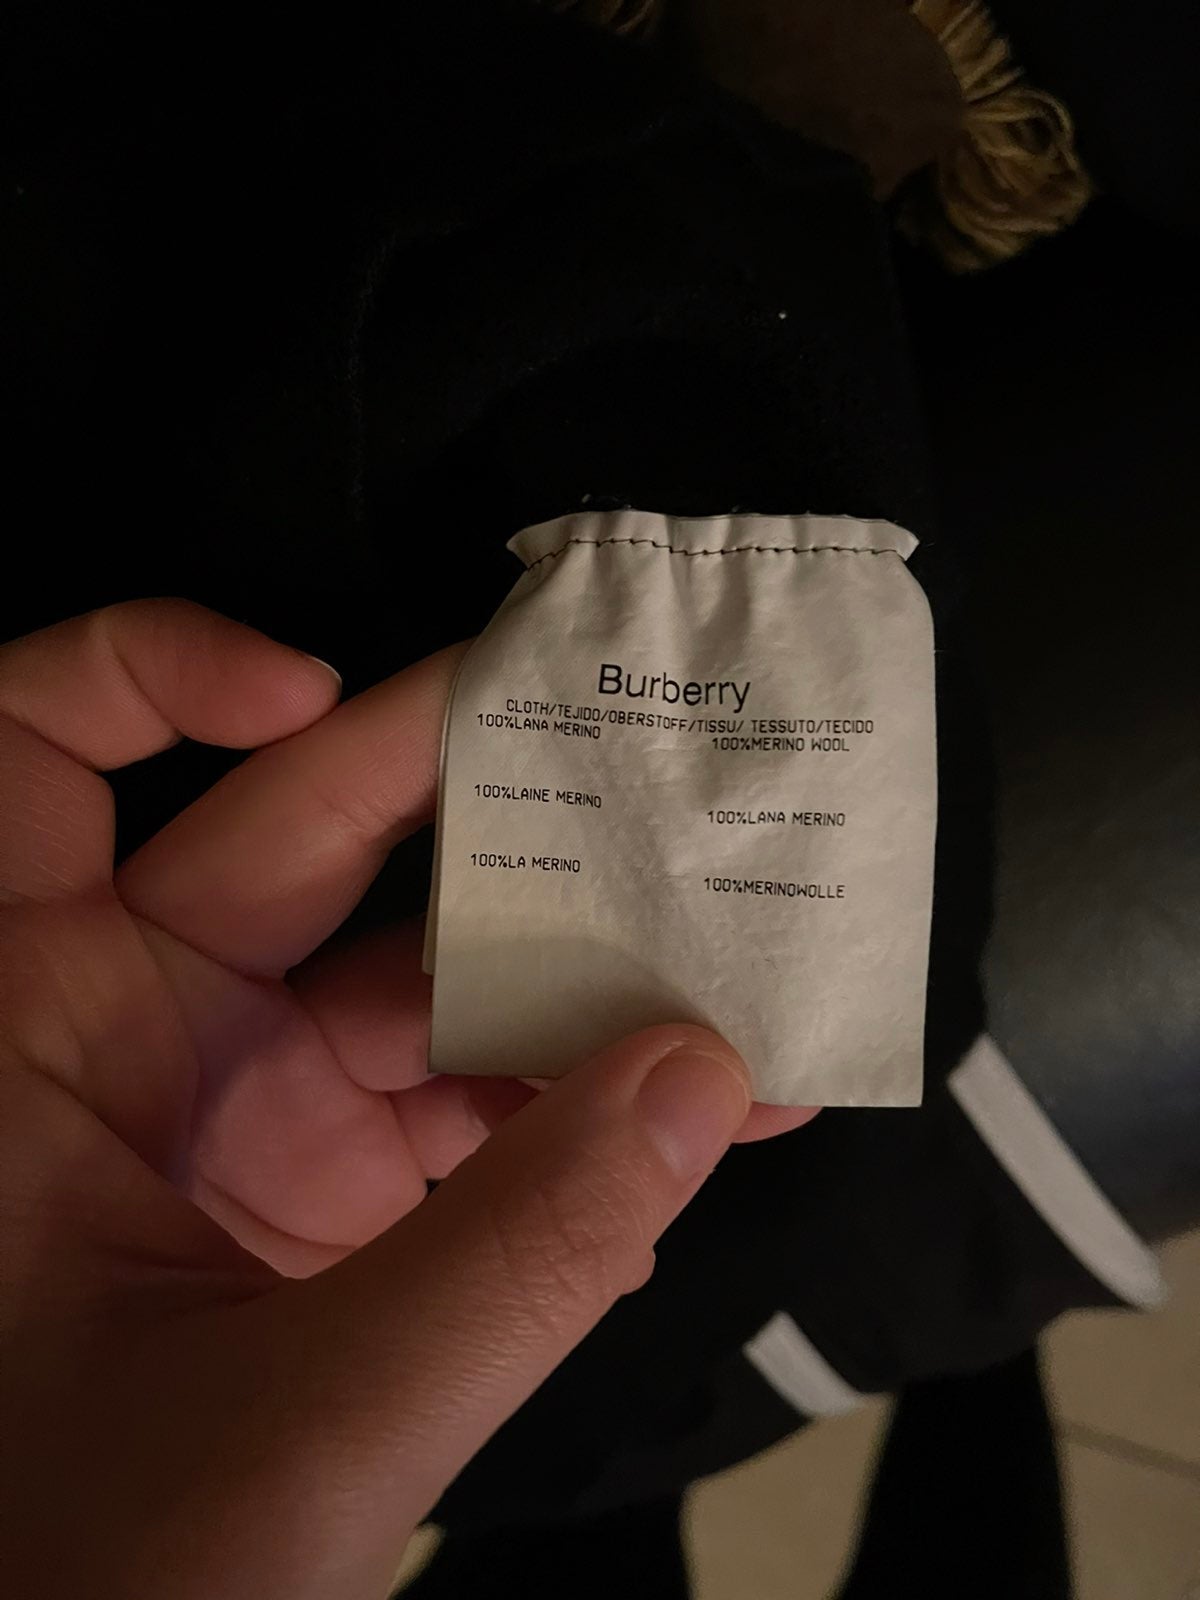 Burberry
CLOTH/TEJIDO/OBERSTOFF/TISSU/ TESSUTO/TECIDO
100%LANA MERINO
100%MERINO WOOL
100%LAINE MERINO
100%LANA MERINO
100%LA MERINO
100%MERINOWOLLE